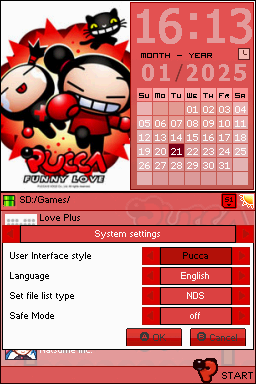 16:13
MONTH - YEAR
01/2025
Su Mo Tu We Th Fr Sa
01 02 03 04
05 06 07 08 09 10 11
12 13 14 15 16 17 18
19 20 21 22 23 24 25
26 27 28 29 30 31
PUCCA
FUNNY LOVE
SD:/Games/
Love Plus
System settings
User Interface style
Pucca
Language
English
Set file list type
NDS
Safe Mode
off
A OK
B Cancel
Natsume Inc.
START